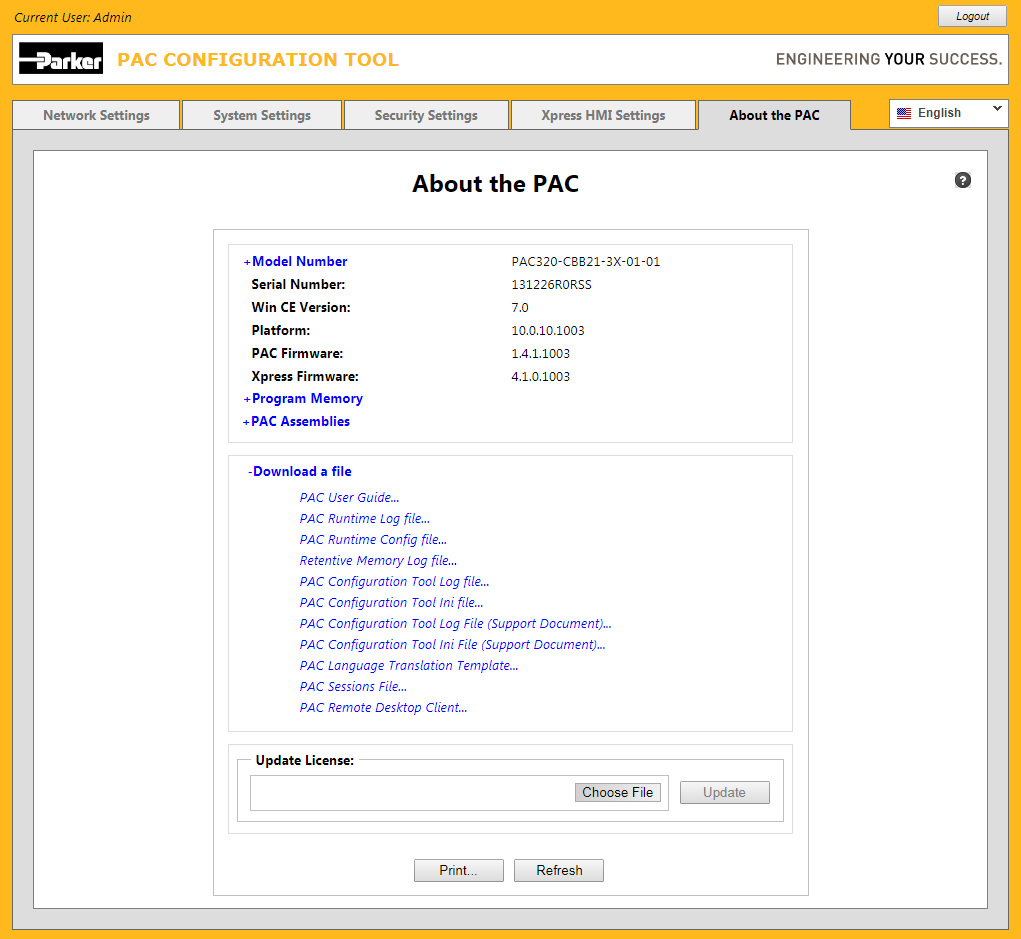 Current User: Admin
Logout
Parker
PAC CONFIGURATION TOOL
ENGINEERING YOUR SUCCESS.
Network Settings
System Settings
Security Settings
Xpress HMI Settings
About the PAC
English
About the PAC
?
+Model Number PAC320-CBB21-3X-01-01
Serial Number: 131226R0RSS
Win CE Version: 7.0
Platform: 10.0.10.1003
PAC Firmware: 1.4.1.1003
Xpress Firmware: 4.1.0.1003
+Program Memory
+PAC Assemblies
-Download a file
PAC User Guide...
PAC Runtime Log file...
PAC Runtime Config file...
Retentive Memory Log file...
PAC Configuration Tool Log file...
PAC Configuration Tool Ini file...
PAC Configuration Tool Log File (Support Document)...
PAC Configuration Tool Ini File (Support Document)...
PAC Language Translation Template...
PAC Sessions File...
PAC Remote Desktop Client...
Update License:
Choose File
Update
Print...
Refresh